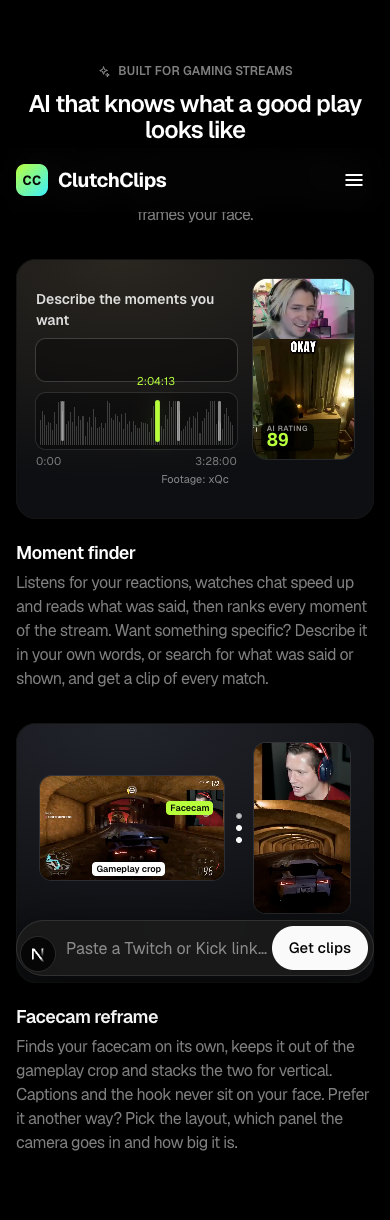 BUILT FOR GAMING STREAMS
AI that knows what a good play
looks like
CC ClutchClips
frames your face.
Describe the moments you
want
2:04:13
0:00 3:28:00
Footage: xQc
OKAY
AI RATING
89
Moment finder
Listens for your reactions, watches chat speed up
and reads what was said, then ranks every moment
of the stream. Want something specific? Describe it
in your own words, or search for what was said or
shown, and get a clip of every match.
1/2
Facecam
Gameplay crop
96
N
Paste a Twitch or Kick link... Get clips
Facecam reframe
Finds your facecam on its own, keeps it out of the
gameplay crop and stacks the two for vertical.
Captions and the hook never sit on your face. Prefer
it another way? Pick the layout, which panel the
camera goes in and how big it is.